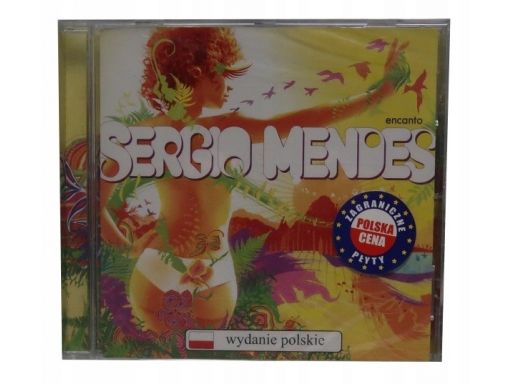 encanto
SERGIO MENDES
ZAGRANICZNE
POLSKA
CENA
PŁYTY
wydanie polskie